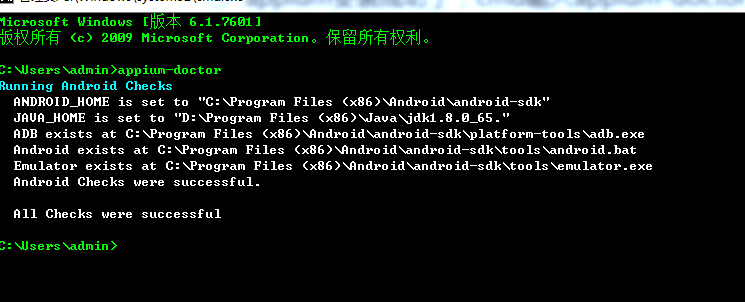 Microsoft Windows [版本 6.1.7601]
版权所有 (c) 2009 Microsoft Corporation。保留所有权利。
C:\Users\admin>appium-doctor
Running Android Checks
ANDROID_HOME is set to "C:\Program Files (x86)\Android\android-sdk"
JAVA_HOME is set to "D:\Program Files (x86)\Java\jdk1.8.0_65."
ADB exists at C:\Program Files (x86)\Android\android-sdk\platform-tools\adb.exe
Android exists at C:\Program Files (x86)\Android\android-sdk\tools\android.bat
Emulator exists at C:\Program Files (x86)\Android\android-sdk\tools\emulator.exe
Android Checks were successful.
All Checks were successful
C:\Users\admin>